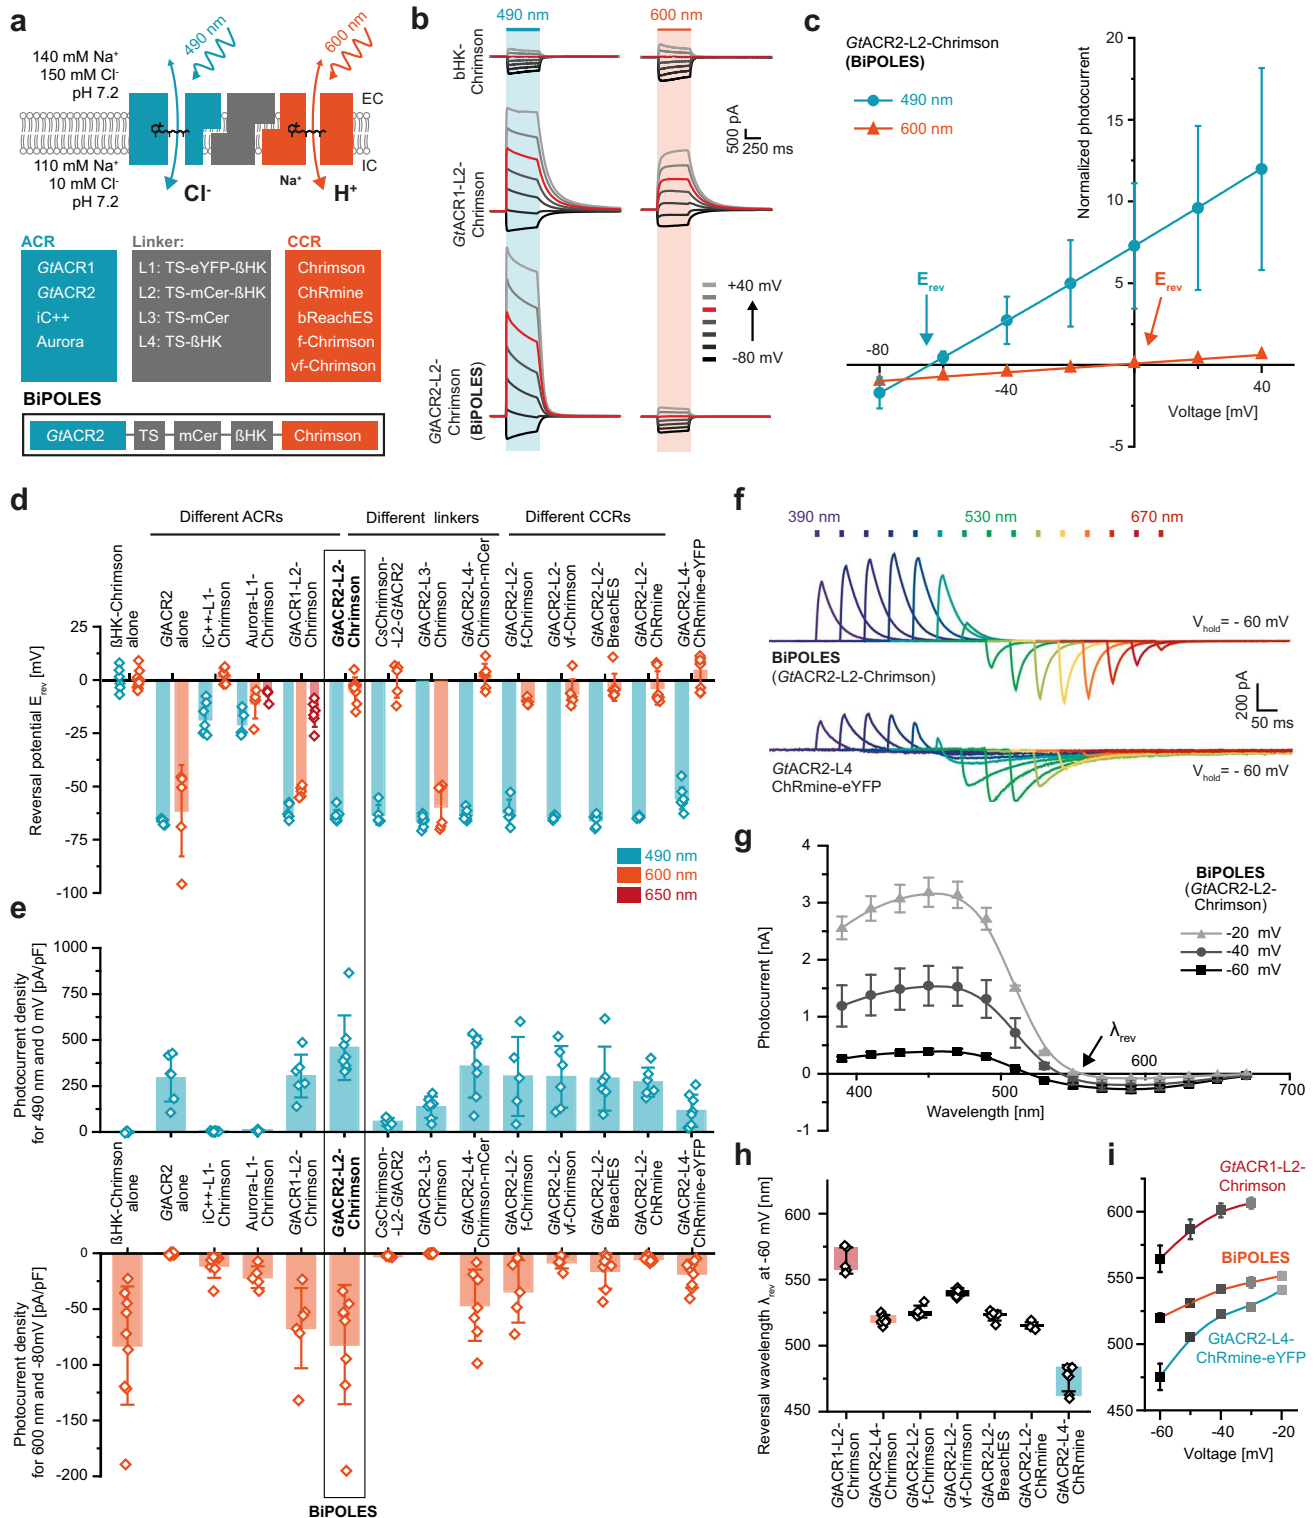 a
490 nm
600 nm
140 mM Na⁺
150 mM Cl⁻
pH 7.2
EC
IC
110 mM Na⁺
10 mM Cl⁻
pH 7.2
Cl⁻
Na⁺
H⁺
ACR
GtACR1
GtACR2
iC++
Aurora
Linker:
L1: TS-eYFP-ßHK
L2: TS-mCer-ßHK
L3: TS-mCer
L4: TS-ßHK
CCR
Chrimson
ChRmine
bReachES
f-Chrimson
vf-Chrimson
BiPOLES
GtACR2 TS mCer ßHK Chrimson
b
490 nm 600 nm
bHK-
Chrimson
500 pA
250 ms
GtACR1-L2-
Chrimson
+40 mV
-80 mV
GtACR2-L2-
Chrimson
(BiPOLES)
c
GtACR2-L2-Chrimson
(BiPOLES)
490 nm
600 nm
Normalized photocurrent
20
15
10
5
-5
Erev
Erev
-80
-40
40
Voltage [mV]
d
Different ACRs Different linkers Different CCRs
ßHK-Chrimson
alone
GtACR2
alone
iC++-L1-
Chrimson
Aurora-L1-
Chrimson
GtACR1-L2-
Chrimson
GtACR2-L2-
Chrimson
CsChrimson
-L2-GtACR2
GtACR2-L3-
Chrimson
GtACR2-L4-
Chrimson-mCer
GtACR2-L2-
f-Chrimson
GtACR2-L2-
vf-Chrimson
GtACR2-L2-
BreachES
GtACR2-L2-
ChRmine
GtACR2-L4-
ChRmine-eYFP
Reversal potential Erev [mV]
25
0
-25
-50
-75
-100
490 nm
600 nm
650 nm
e
Photocurrent density
for 490 nm and 0 mV [pA/pF]
1000
750
500
250
0
ßHK-Chrimson
alone
GtACR2
alone
iC++-L1-
Chrimson
Aurora-L1-
Chrimson
GtACR1-L2-
Chrimson
GtACR2-L2-
Chrimson
CsChrimson
-L2-GtACR2
GtACR2-L3-
Chrimson
GtACR2-L4-
Chrimson-mCer
GtACR2-L2-
f-Chrimson
GtACR2-L2-
vf-Chrimson
GtACR2-L2-
BreachES
GtACR2-L2-
ChRmine
GtACR2-L4-
ChRmine-eYFP
Photocurrent density
for 600 nm and -80mV [pA/pF]
0
-50
-100
-150
-200
BiPOLES
f
390 nm 530 nm 670 nm
BiPOLES
(GtACR2-L2-Chrimson)
Vhold= - 60 mV
200 pA
50 ms
GtACR2-L4
ChRmine-eYFP
Vhold= - 60 mV
g
Photocurrent [nA]
4
3
2
1
0
-1
BiPOLES
(GtACR2-L2-
Chrimson)
-20 mV
-40 mV
-60 mV
λrev
400 500 600 700
Wavelength [nm]
h
Reversal wavelength λrev at -60 mV [nm]
600
550
500
450
GtACR1-L2-
Chrimson
GtACR2-L4-
Chrimson
GtACR2-L2-
f-Chrimson
GtACR2-L2-
vf-Chrimson
GtACR2-L2-
BreachES
GtACR2-L2-
ChRmine
GtACR2-L4-
ChRmine
i
GtACR1-L2-
Chrimson
BiPOLES
GtACR2-L4-
ChRmine-eYFP
600
550
500
450
-60 -40 -20
Voltage [mV]